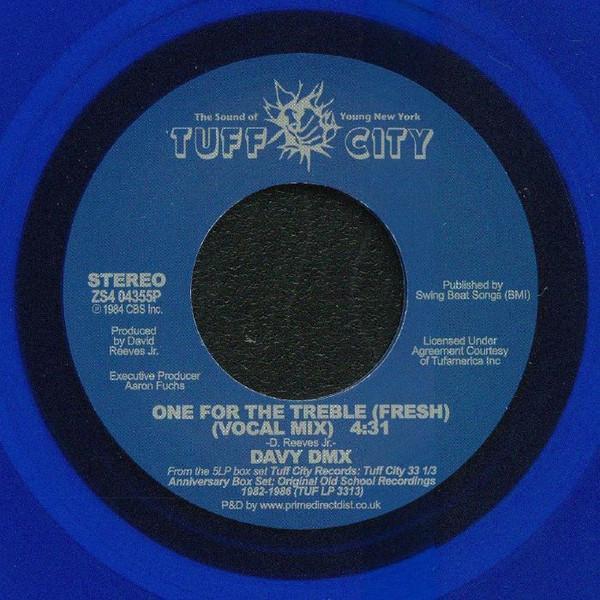 The Sound of Young New York
TUFF CITY
STEREO
ZS4 04355P
℗ 1984 CBS Inc.
Produced
by David
Reeves Jr.
Executive Producer
Aaron Fuchs
Published by
Swing Beat Songs (BMI)
Licensed Under
Agreement Courtesy
of Tufamerica Inc
ONE FOR THE TREBLE (FRESH)
(VOCAL MIX) 4:31
-D. Reeves Jr.-
DAVY DMX
From the 5LP box set Tuff City Records: Tuff City 33 1/3
Anniversary Box Set: Original Old School Recordings
1982-1986 (TUF LP 3313)
P&D by www.primedirectdist.co.uk